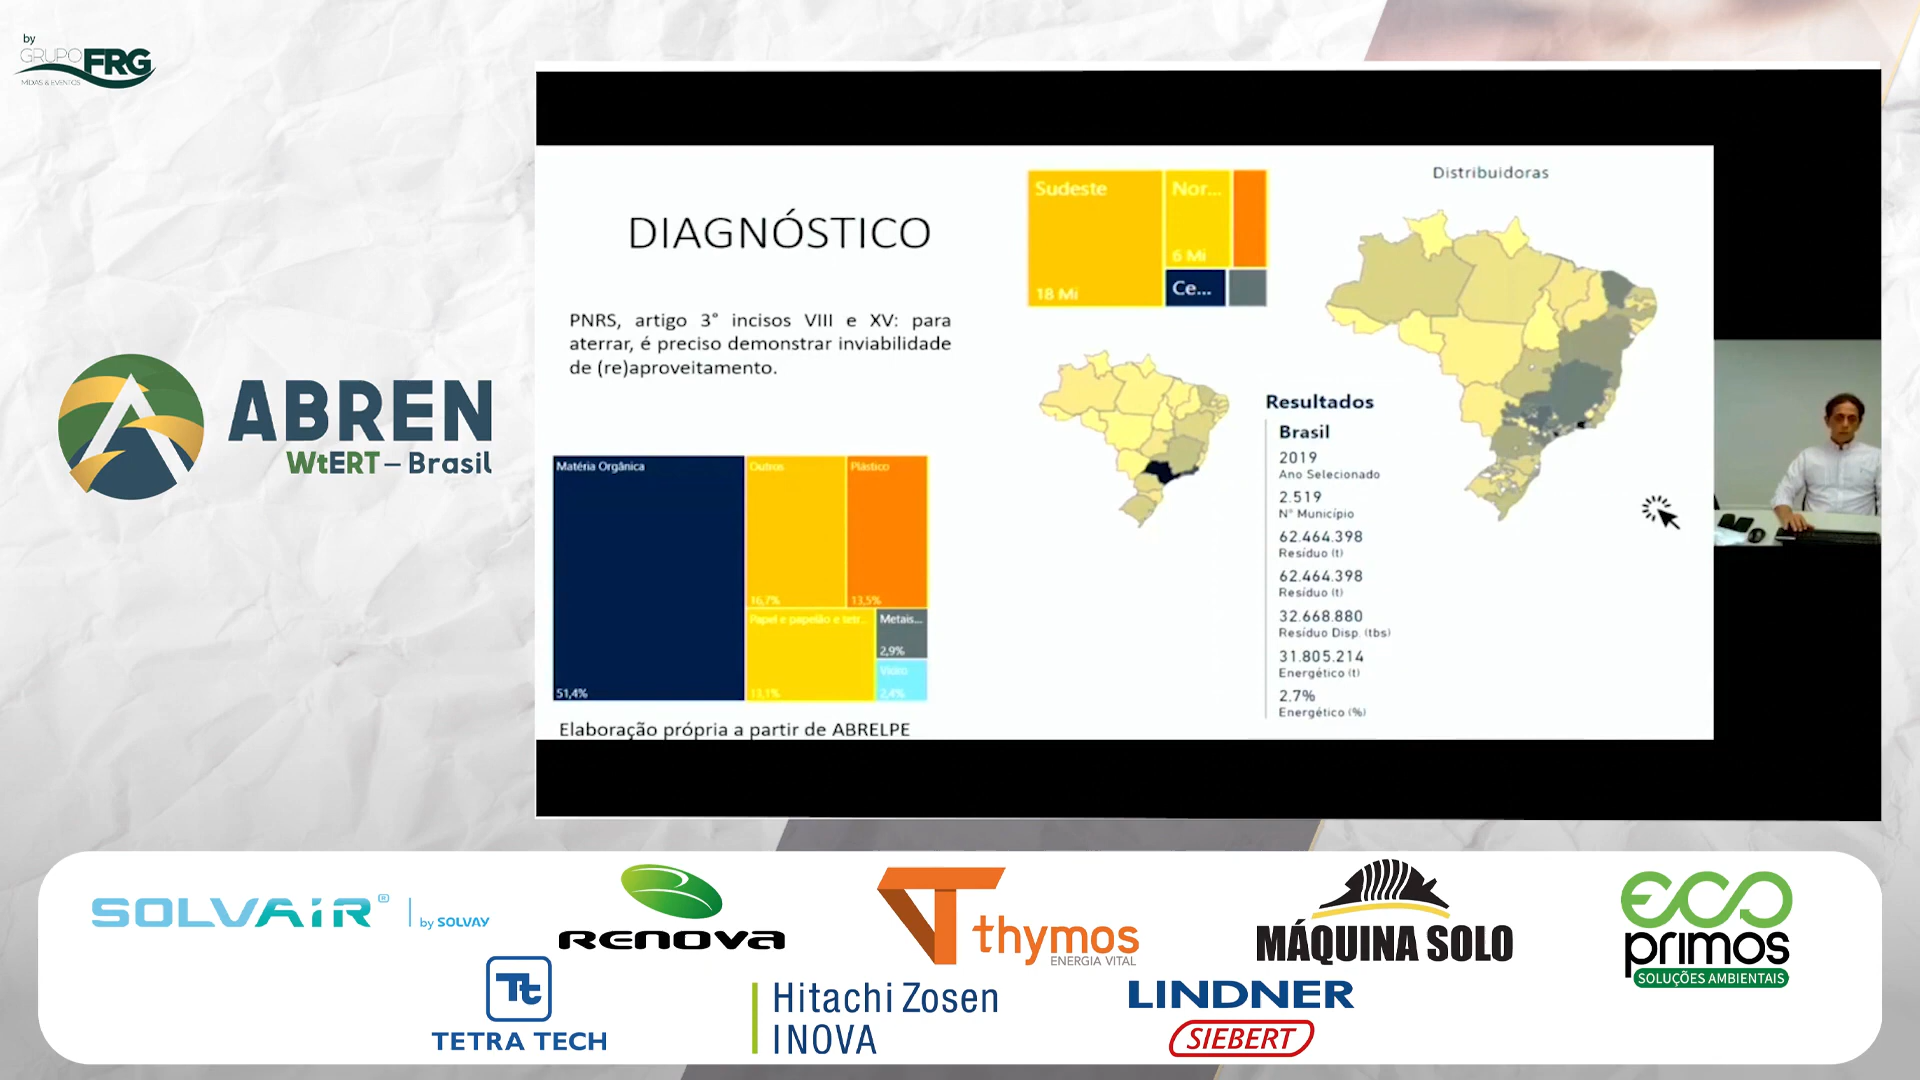 by
GRUPO FRG
MÍDIAS & EVENTOS
ABREN
WtERT – Brasil
DIAGNÓSTICO
PNRS, artigo 3° incisos VIII e XV: para
aterrar, é preciso demonstrar inviabilidade
de (re)aproveitamento.
Matéria Orgânica
51,4%
Outros
16,7%
Plástico
13,5%
Papel e papelão e tetr...
13,1%
Metais...
2,9%
Vidro
2,4%
Elaboração própria a partir de ABRELPE
Sudeste
18 Mi
Nor...
6 Mi
Ce...
Distribuidoras
Resultados
Brasil
2019
Ano Selecionado
2.519
N° Município
62.464.398
Resíduo (t)
62.464.398
Resíduo (t)
32.668.880
Resíduo Disp. (tbs)
31.805.214
Energético (t)
2.7%
Energético (%)
SOLVAIR® | by SOLVAY
RENOVA
thymos
ENERGIA VITAL
MÁQUINA SOLO
eco
primos
SOLUÇÕES AMBIENTAIS
Tt
TETRA TECH
Hitachi Zosen
INOVA
LINDNER
SIEBERT